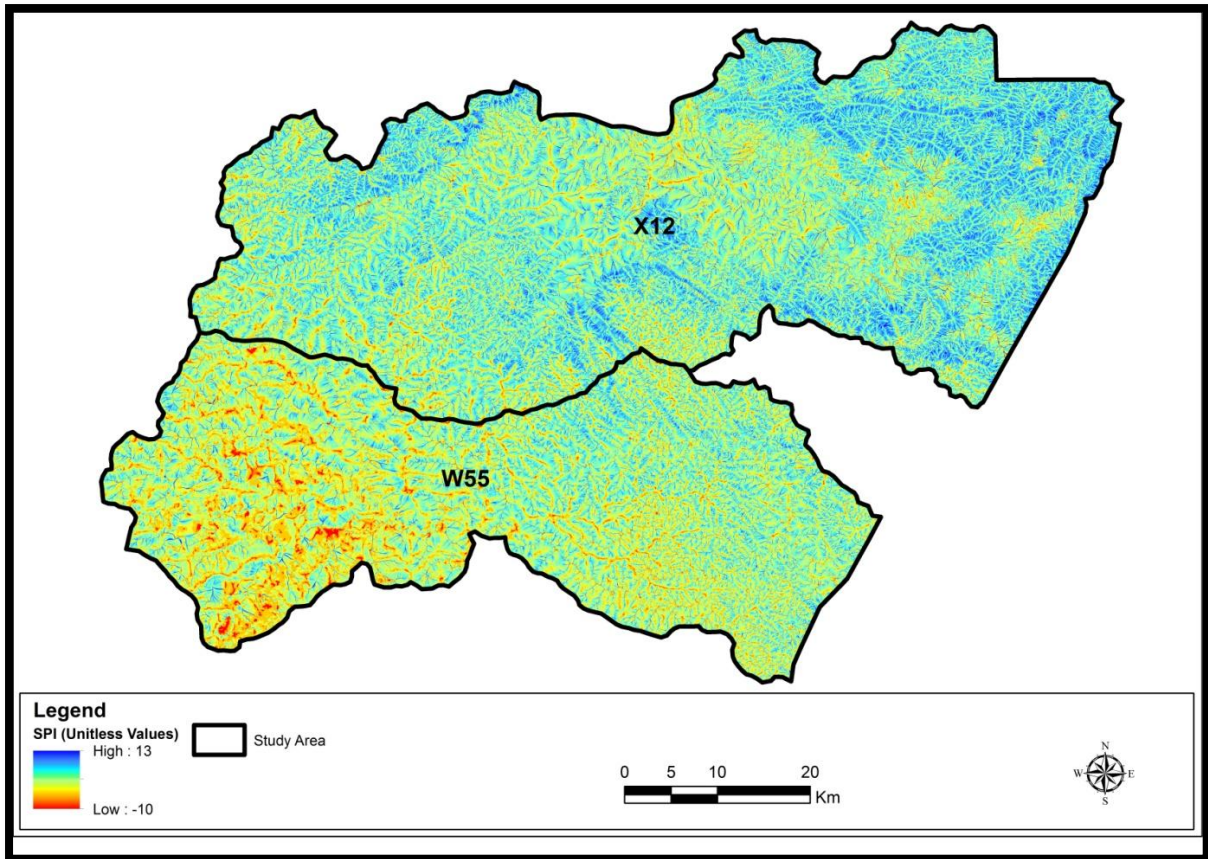 X12
W55
Legend
SPI (Unitless Values)
High : 13
Low : -10
Study Area
0 5 10 20
Km
N
W E
S